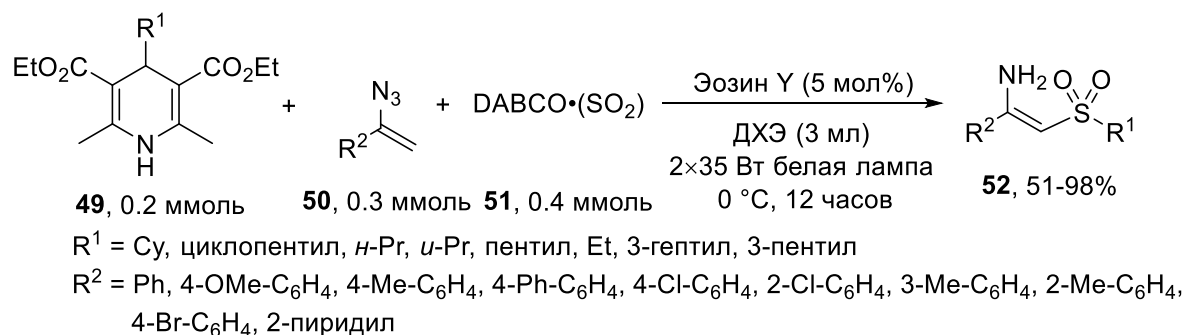 R¹
EtO₂C CO₂Et
N
H
49, 0.2 ммоль
+
N₃
R²
50, 0.3 ммоль
+
DABCO•(SO₂)
51, 0.4 ммоль
Эозин Y (5 мол%)
ДХЭ (3 мл)
2×35 Вт белая лампа
0 °C, 12 часов
NH₂ O O
R² S R¹
52, 51-98%
R¹ = Cy, циклопентил, н-Pr, и-Pr, пентил, Et, 3-гептил, 3-пентил
R² = Ph, 4-OMe-C₆H₄, 4-Me-C₆H₄, 4-Ph-C₆H₄, 4-Cl-C₆H₄, 2-Cl-C₆H₄, 3-Me-C₆H₄, 2-Me-C₆H₄,
4-Br-C₆H₄, 2-пиридил